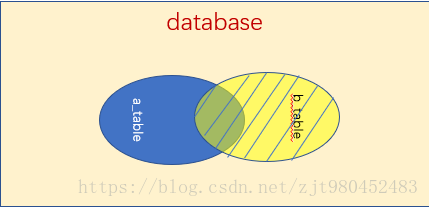 database
a_table
b_table
https://blog.csdn.net/zjt980452483